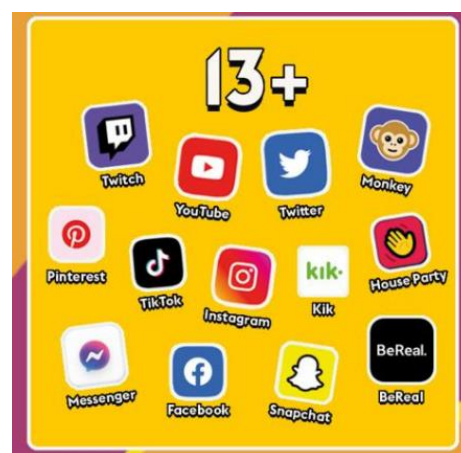 13+
Twitch
YouTube
Twitter
Monkey
Pinterest
TikTok
Instagram
kik·
Kik
House Party
Messenger
Facebook
Snapchat
BeReal.
BeReal